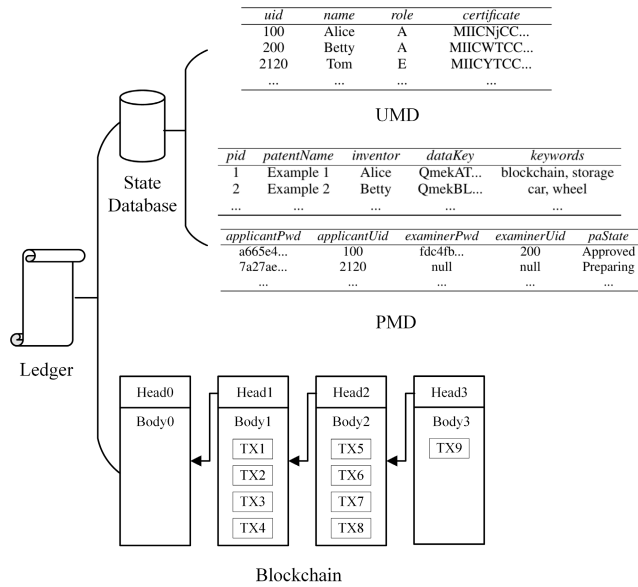 uid name role certificate
100 Alice A MIICNjCC...
200 Betty A MIICWTCC...
2120 Tom E MIICYTCC...
... ... ... ...
UMD
State
Database
pid patentName inventor dataKey keywords
1 Example 1 Alice QmekAT... blockchain, storage
2 Example 2 Betty QmekBL... car, wheel
... ... ... ... ...
applicantPwd applicantUid examinerPwd examinerUid paState
a665e4... 100 fdc4fb... 200 Approved
7a27ae... 2120 null null Preparing
... ... ... ... ...
PMD
Ledger
Head0 Head1 Head2 Head3
Body0 Body1 Body2 Body3
TX1 TX5 TX9
TX2 TX6
TX3 TX7
TX4 TX8
Blockchain